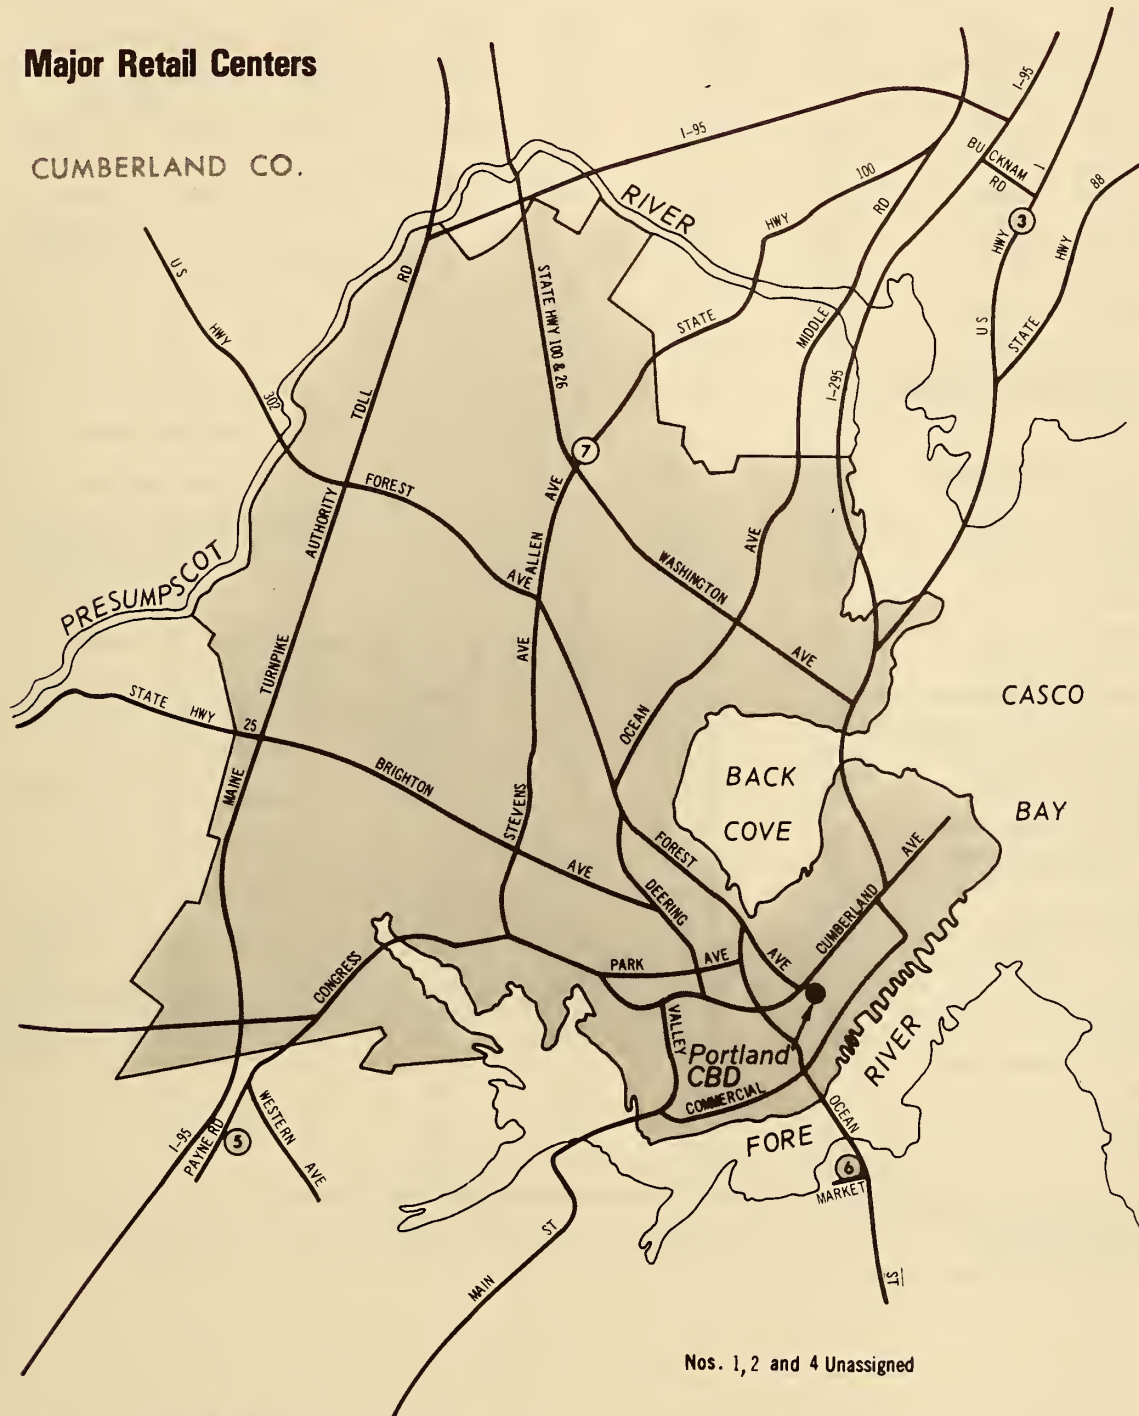 Major Retail Centers
CUMBERLAND CO.
I-95
I-95
BUCKNAM
RD
1
88
RIVER
HWY
100
RD
3
HWY
HWY
US
HWY
302
RD
STATE HWY 100 & 26
STATE
MIDDLE
US
STATE
I-295
TOLL
7
FOREST
AVE
AUTHORITY
ALLEN
AVE
AVE
WASHINGTON
AVE
PRESUMPSCOT
TURNPIKE
AVE
STATE
HWY
25
OCEAN
CASCO
BACK
COVE
BAY
MAINE
BRIGHTON
AVE
STEVENS
FOREST
AVE
DEERING
CUMBERLAND
AVE
CONGRESS
PARK
AVE
VALLEY
Portland
CBD
COMMERCIAL
RIVER
FORE
OCEAN
I-95
PAYNE RD
5
WESTERN
AVE
6
MARKET
ST
MAIN
ST
Nos. 1, 2 and 4 Unassigned